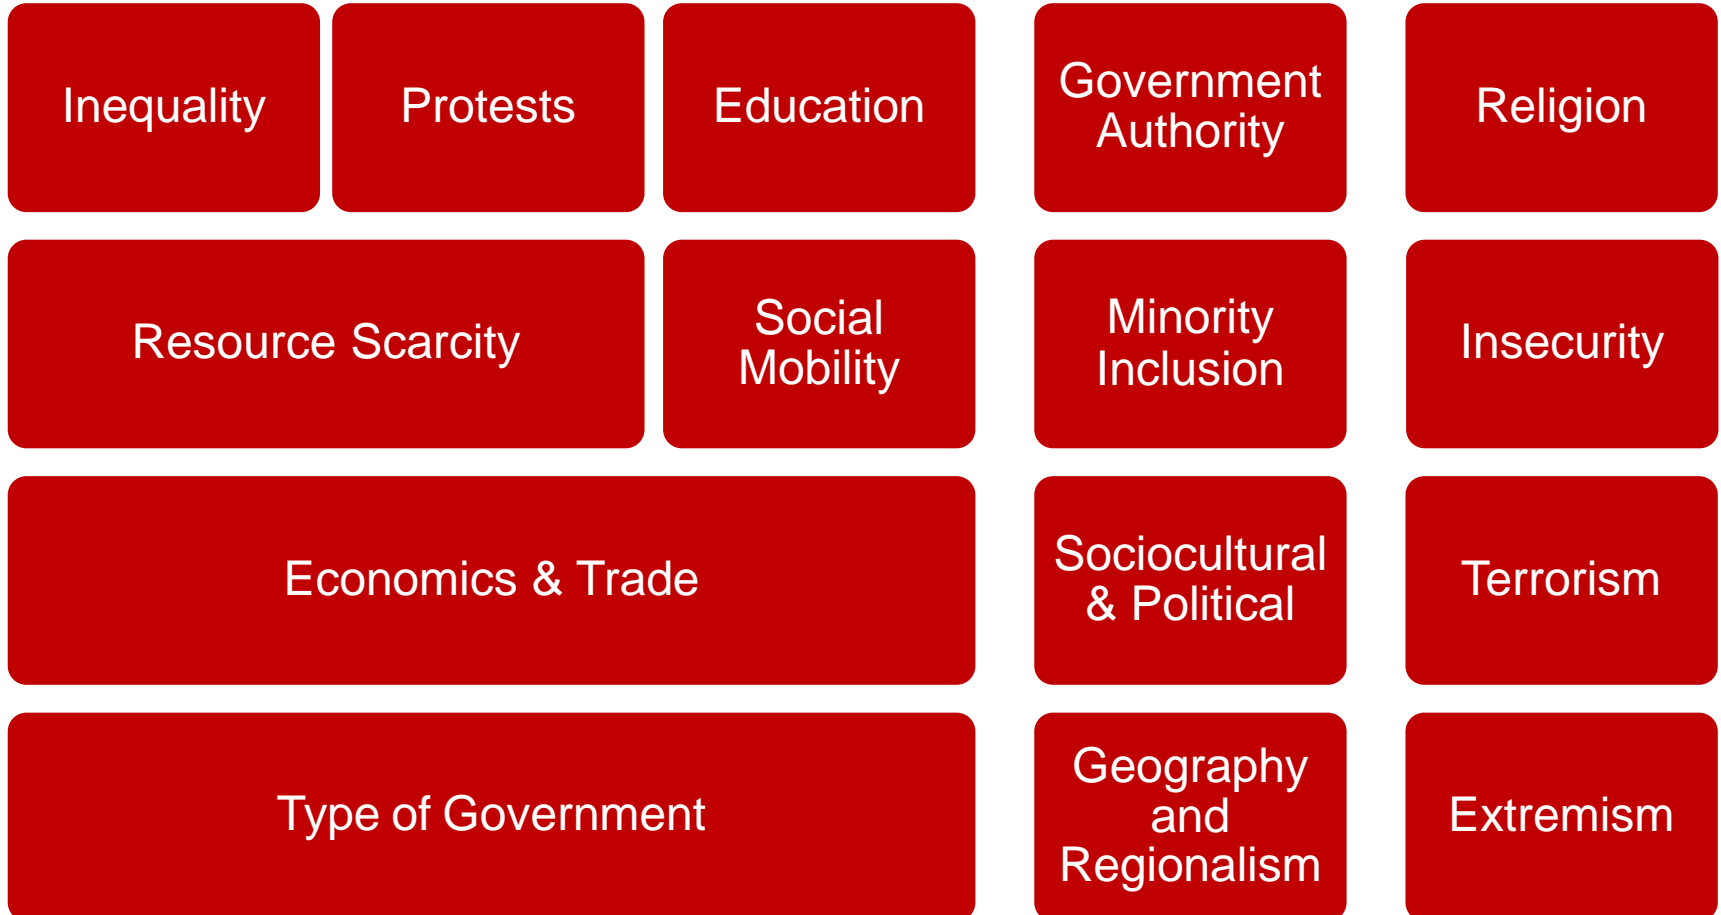 Inequality
Protests
Education
Government
Authority
Religion
Resource Scarcity
Social
Mobility
Minority
Inclusion
Insecurity
Economics & Trade
Sociocultural
& Political
Terrorism
Type of Government
Geography
and
Regionalism
Extremism